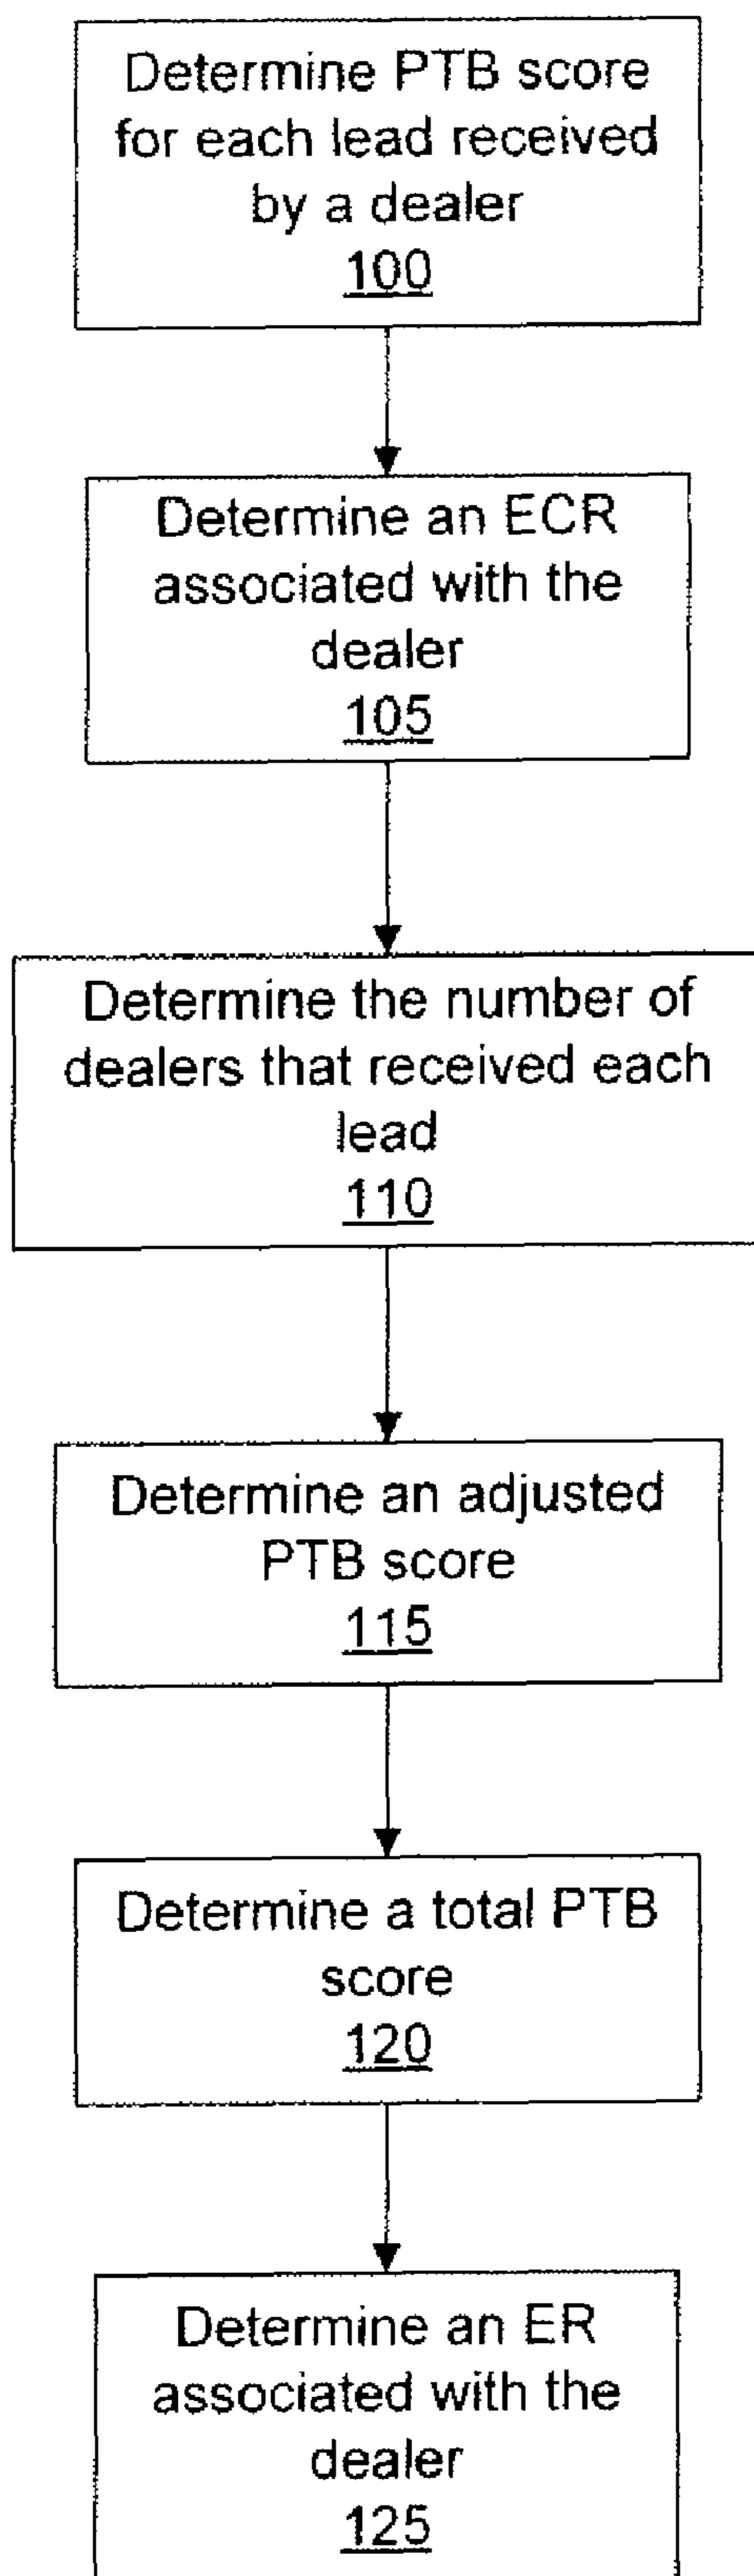 Determine PTB score
for each lead received
by a dealer
100
Determine an ECR
associated with the
dealer
105
Determine the number of
dealers that received each
lead
110
Determine an adjusted
PTB score
115
Determine a total PTB
score
120
Determine an ER
associated with the
dealer
125